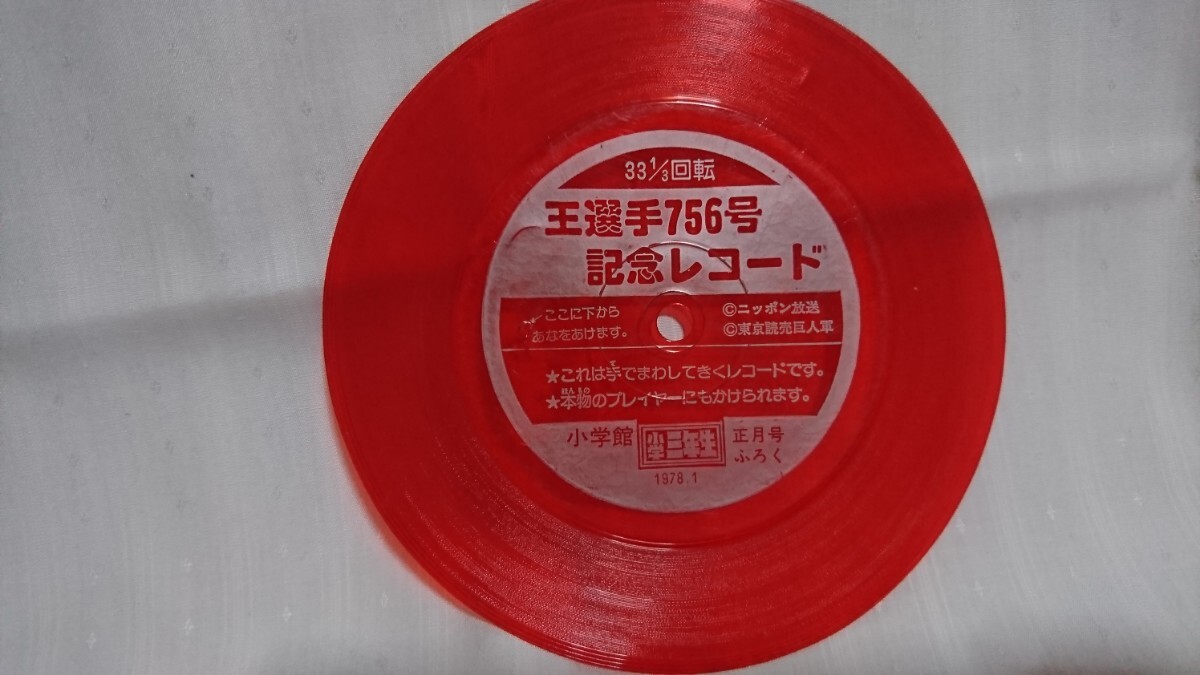 33 1/3回転
王選手756号
記念レコード
ここに下から
あなをあけます。
©ニッポン放送
©東京読売巨人軍
★これは手でまわしてきくレコードです。
★本物のプレイヤーにもかけられます。
小学館
小学二年生
正月号
ふろく
1978.1